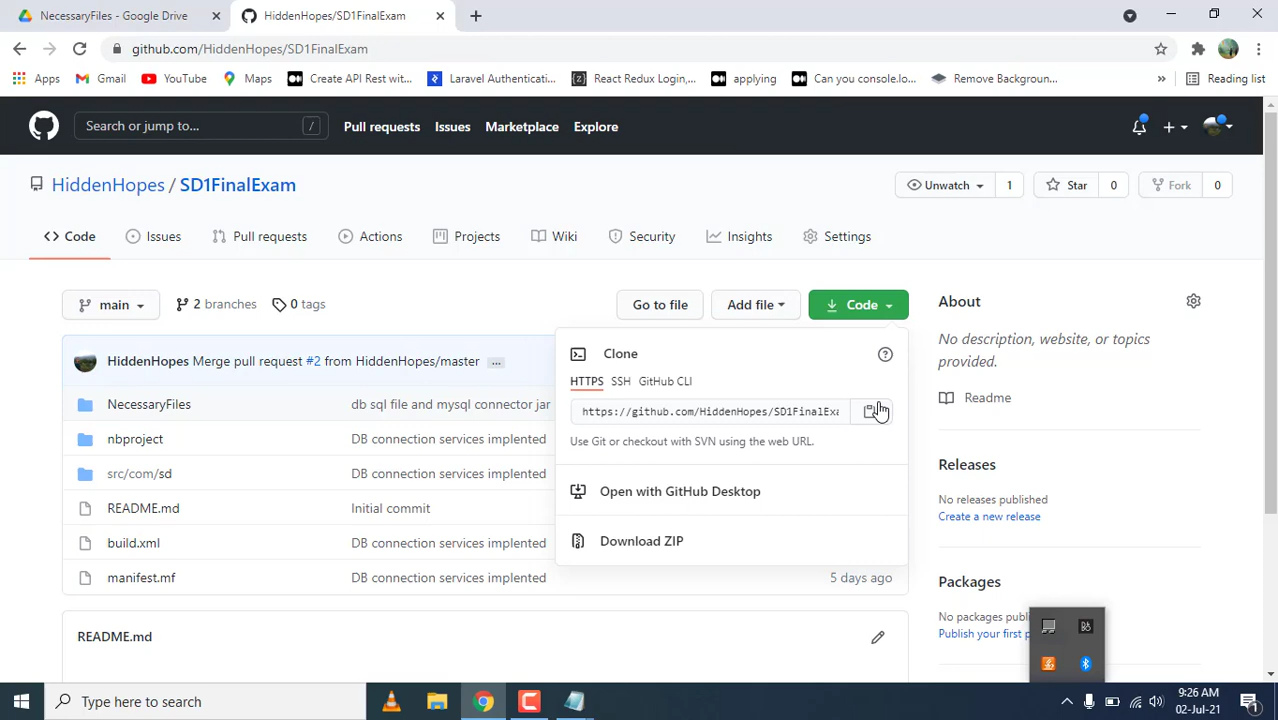 NecessaryFiles - Google Drive
HiddenHopes/SD1FinalExam
github.com/HiddenHopes/SD1FinalExam
Apps
Gmail
YouTube
Maps
Create API Rest wit...
Laravel Authenticati...
React Redux Login,...
applying
Can you console.lo...
Remove Backgroun...
»
Reading list
Search or jump to...
/
Pull requests
Issues
Marketplace
Explore
HiddenHopes / SD1FinalExam
Unwatch 1
Star 0
Fork 0
Code
Issues
Pull requests
Actions
Projects
Wiki
Security
Insights
Settings
main
2 branches
0 tags
Go to file
Add file
Code
About
No description, website, or topics
provided.
Readme
HiddenHopes Merge pull request #2 from HiddenHopes/master ...
NecessaryFiles db sql file and mysql connector jar
nbproject DB connection services implented
src/com/sd DB connection services implented
README.md Initial commit
build.xml DB connection services implented
manifest.mf DB connection services implented 5 days ago
Clone
HTTPS SSH GitHub CLI
https://github.com/HiddenHopes/SD1FinalExa
Use Git or checkout with SVN using the web URL.
Open with GitHub Desktop
Download ZIP
Releases
No releases published
Create a new release
Packages
No packages publi
Publish your first p
README.md
Type here to search
9:26 AM
02-Jul-21
1